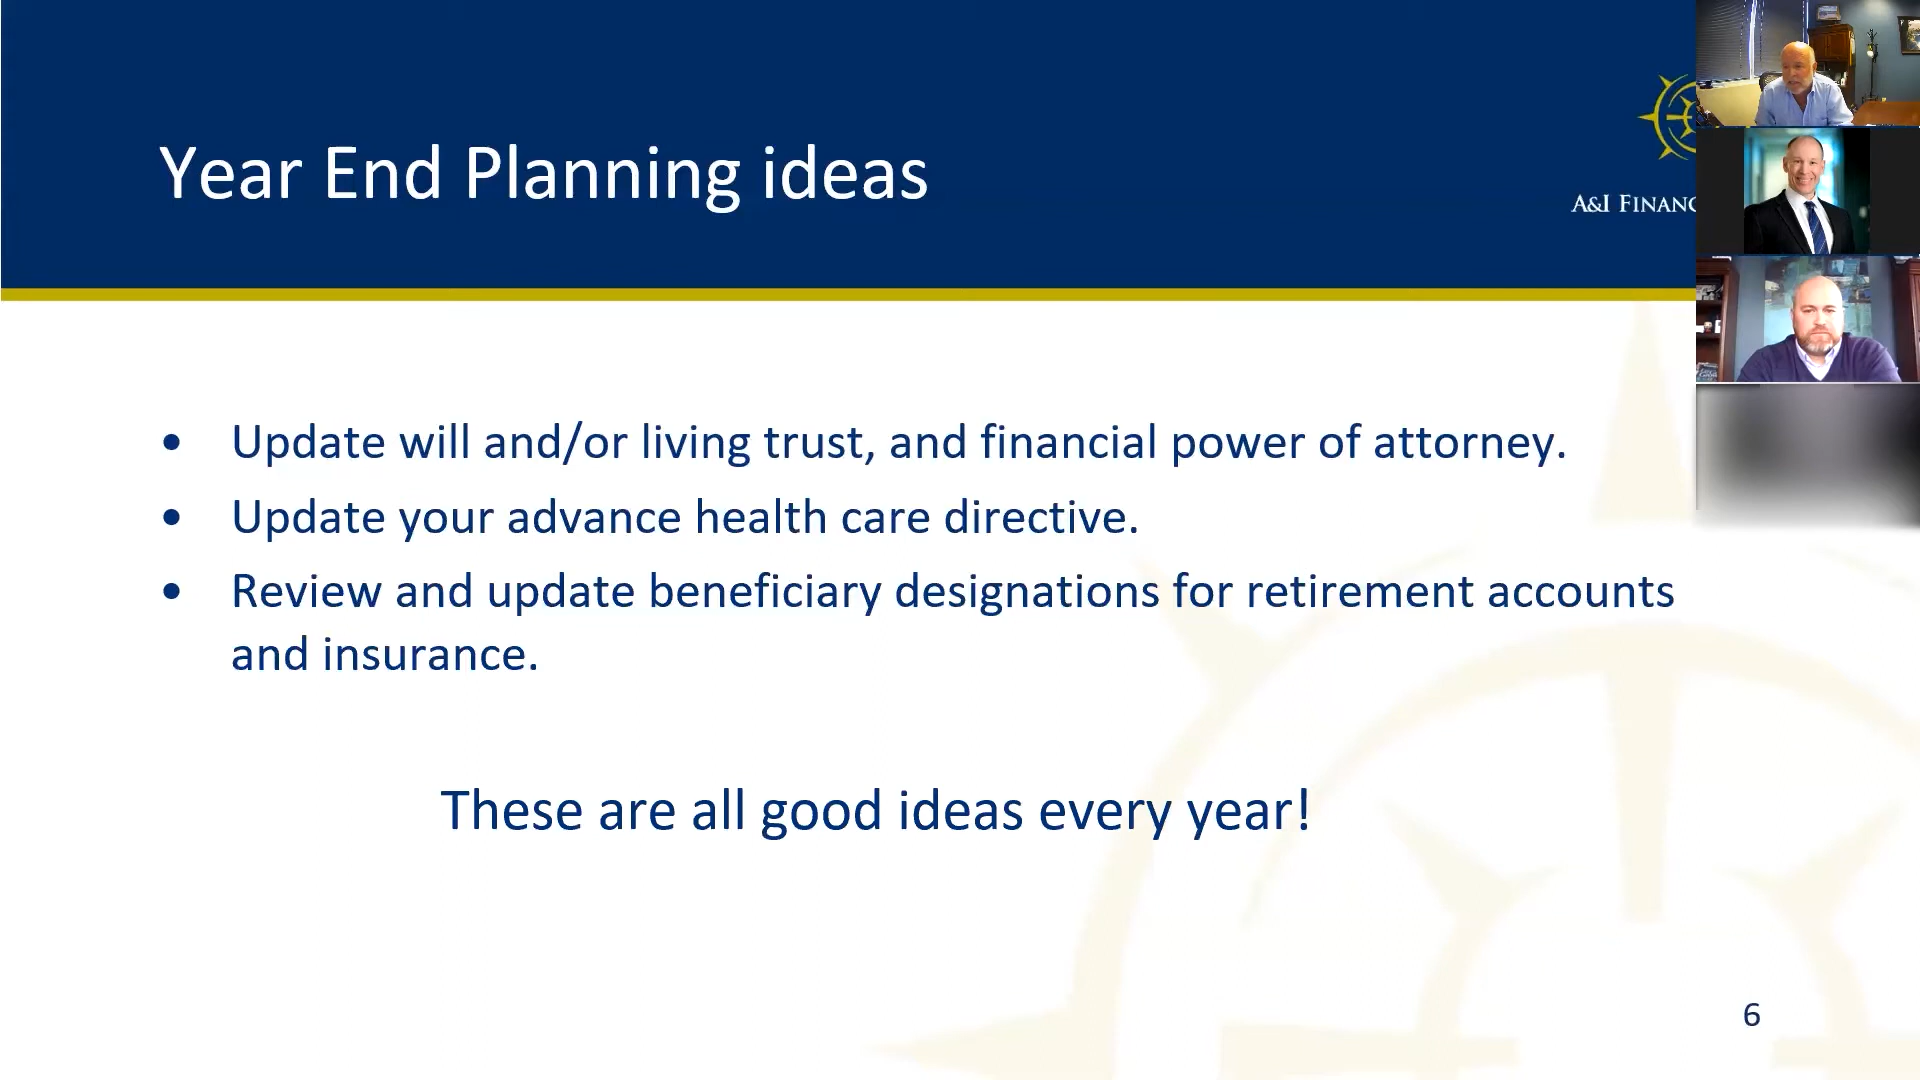 Year End Planning ideas
A&I
• Update will and/or living trust, and financial power of attorney.
• Update your advance health care directive.
• Review and update beneficiary designations for retirement accounts
and insurance.
These are all good ideas every year!
6